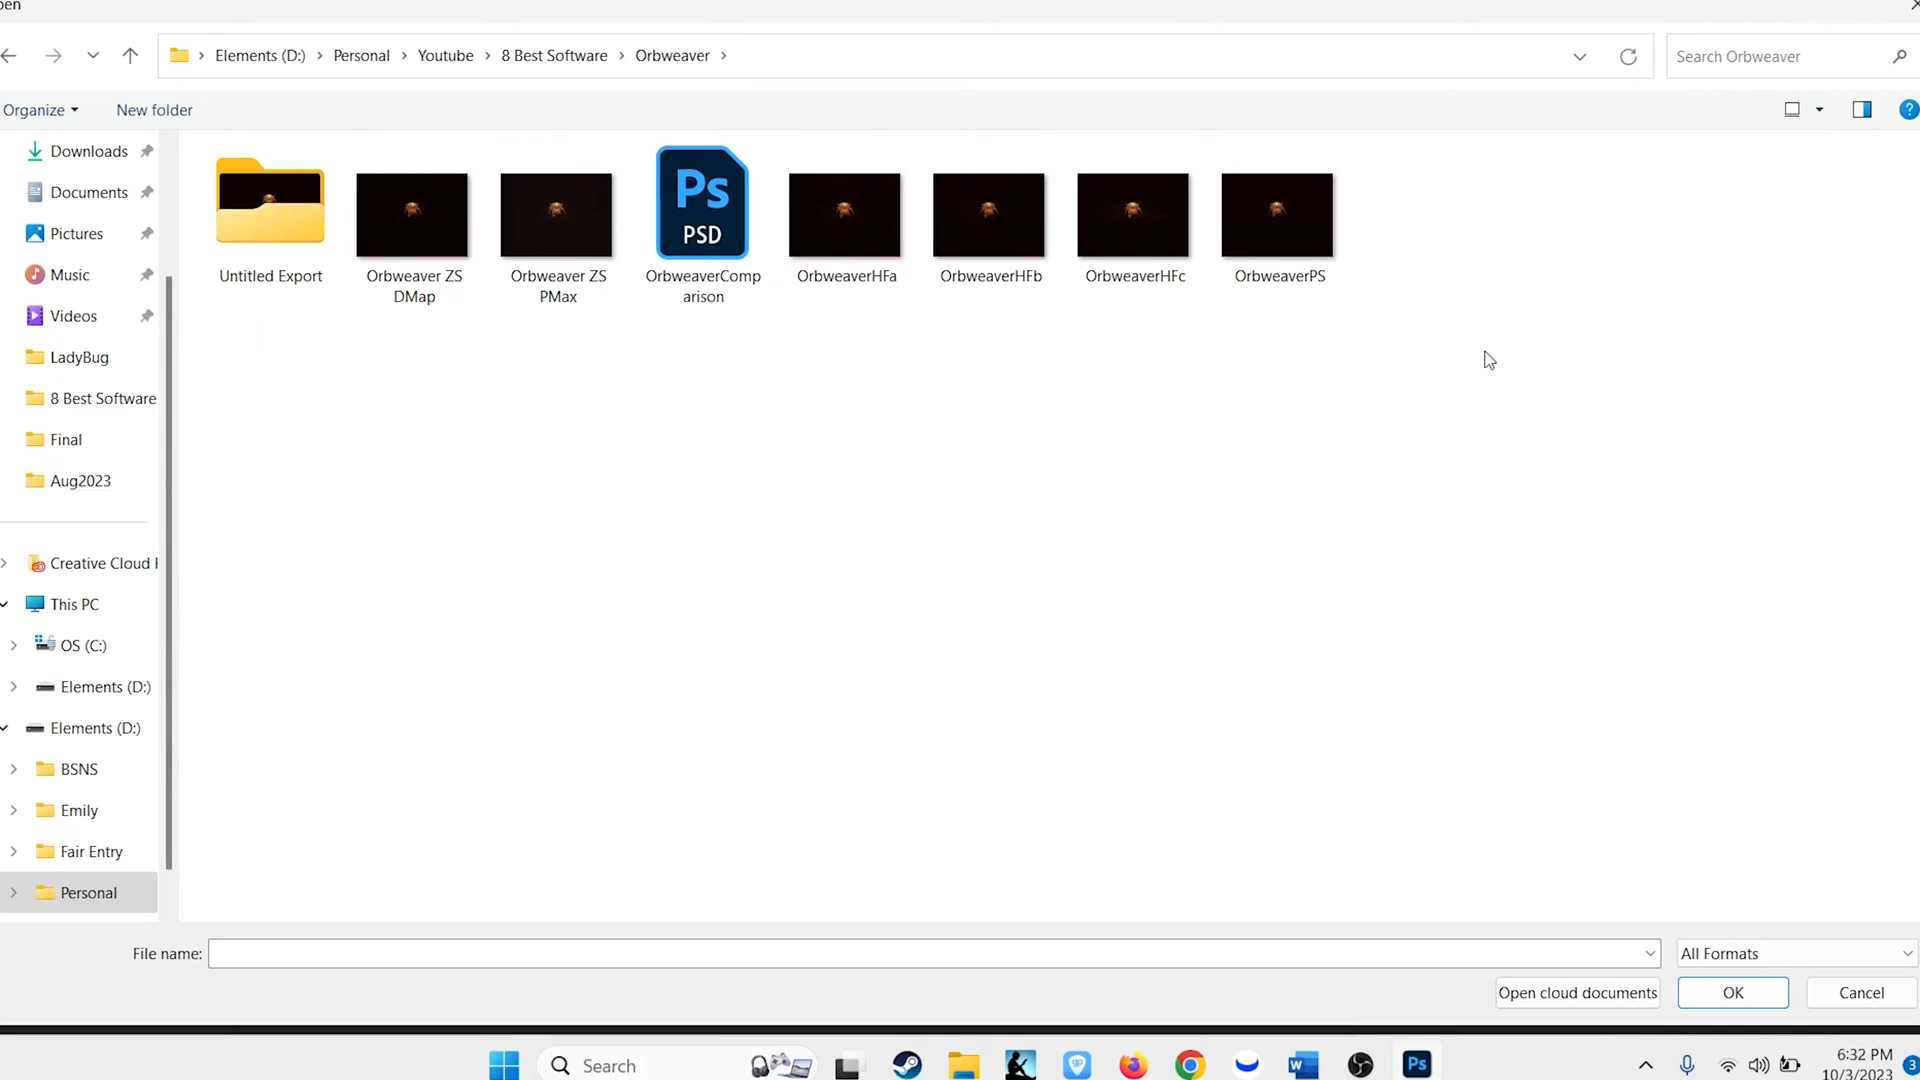 pen
Elements (D:) Personal Youtube 8 Best Software Orbweaver
Search Orbweaver
Organize
New folder
?
Downloads
Documents
Pictures
Music
Videos
LadyBug
8 Best Software
Final
Aug2023
Creative Cloud F
This PC
OS (C:)
Elements (D:)
Elements (D:)
BSNS
Emily
Fair Entry
Personal
Ps
PSD
Untitled Export
Orbweaver ZS
DMap
Orbweaver ZS
PMax
OrbweaverComp
arison
OrbweaverHFa
OrbweaverHFb
OrbweaverHFc
OrbweaverPS
File name:
All Formats
Open cloud documents
OK
Cancel
Search
W
Ps
6:32 PM
10/3/2023
3